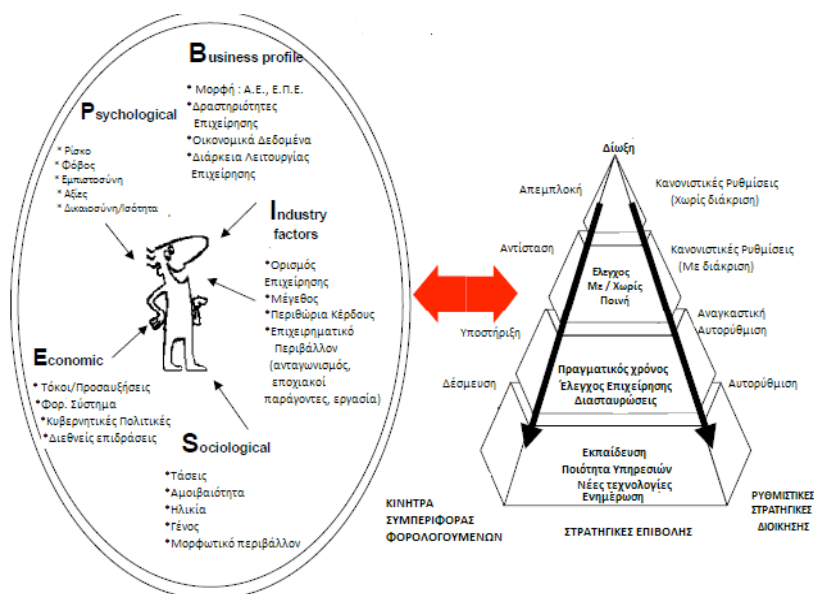 Business profile
*Μορφή : Α.Ε., Ε.Π.Ε.
*Δραστηριότητες
Επιχείρησης
*Οικονομικά Δεδομένα
*Διάρκεια Λειτουργίας
Επιχείρησης
Psychological
*Ρίσκο
*Φόβος
*Εμπιστοσύνη
*Αξίες
*Δικαιοσύνη/Ισότητα
Industry
factors
*Ορισμός
Επιχείρησης
*Μέγεθος
*Περιθώρια Κέρδους
*Επιχειρηματικό
Περιβάλλον
(ανταγωνισμός,
εποχιακοί
παράγοντες, εργασία)
Economic
*Τόκοι/Προσαυξήσεις
*Φορ. Σύστημα
*Κυβερνητικές Πολιτικές
*Διεθνείς επιδράσεις
Sociological
*Τάσεις
*Αμοιβαιότητα
*Ηλικία
*Γένος
*Μορφωτικό περιβάλλον
Δίωξη
Απεμπλοκή
Κανονιστικές Ρυθμίσεις
(Χωρίς διάκριση)
Αντίσταση
Κανονιστικές Ρυθμίσεις
(Με διάκριση)
Ελεγχος
Με / Χωρίς
Ποινή
Υποστήριξη
Αναγκαστική
Αυτορύθμιση
Πραγματικός χρόνος
Έλεγχος Επιχείρησης
Διασταυρώσεις
Δέσμευση
Αυτορύθμιση
Εκπαίδευση
Ποιότητα Υπηρεσιών
Νέες τεχνολογίες
Ενημέρωση
ΚΙΝΗΤΡΑ
ΣΥΜΠΕΡΙΦΟΡΑΣ
ΦΟΡΟΛΟΓΟΥΜΕΝΩΝ
ΣΤΡΑΤΗΓΙΚΕΣ ΕΠΙΒΟΛΗΣ
ΡΥΘΜΙΣΤΙΚΕΣ
ΣΤΡΑΤΗΓΙΚΕΣ
ΔΙΟΙΚΗΣΗΣ